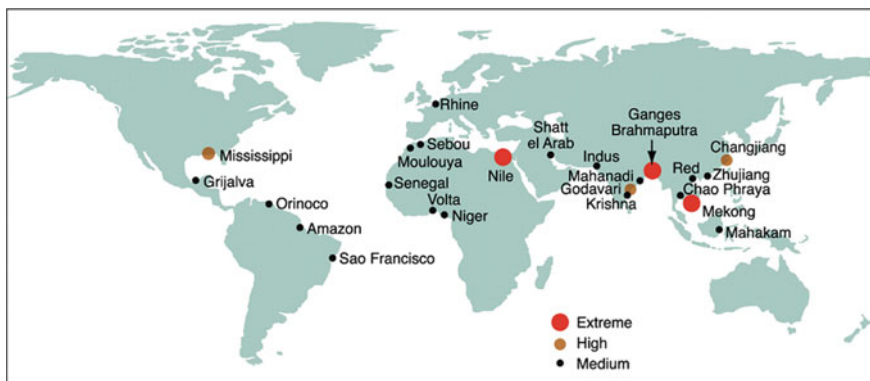 Rhine
Ganges
Brahmaputra
Shatt
el Arab
Changjiang
Sebou
Mississippi
Moulouya
Indus
Nile
Mahanadi
Red
Zhujiang
Grijalva
Senegal
Godavari
Chao Phraya
Volta
Krishna
Orinoco
Niger
Mekong
Amazon
Mahakam
Sao Francisco
Extreme
High
Medium